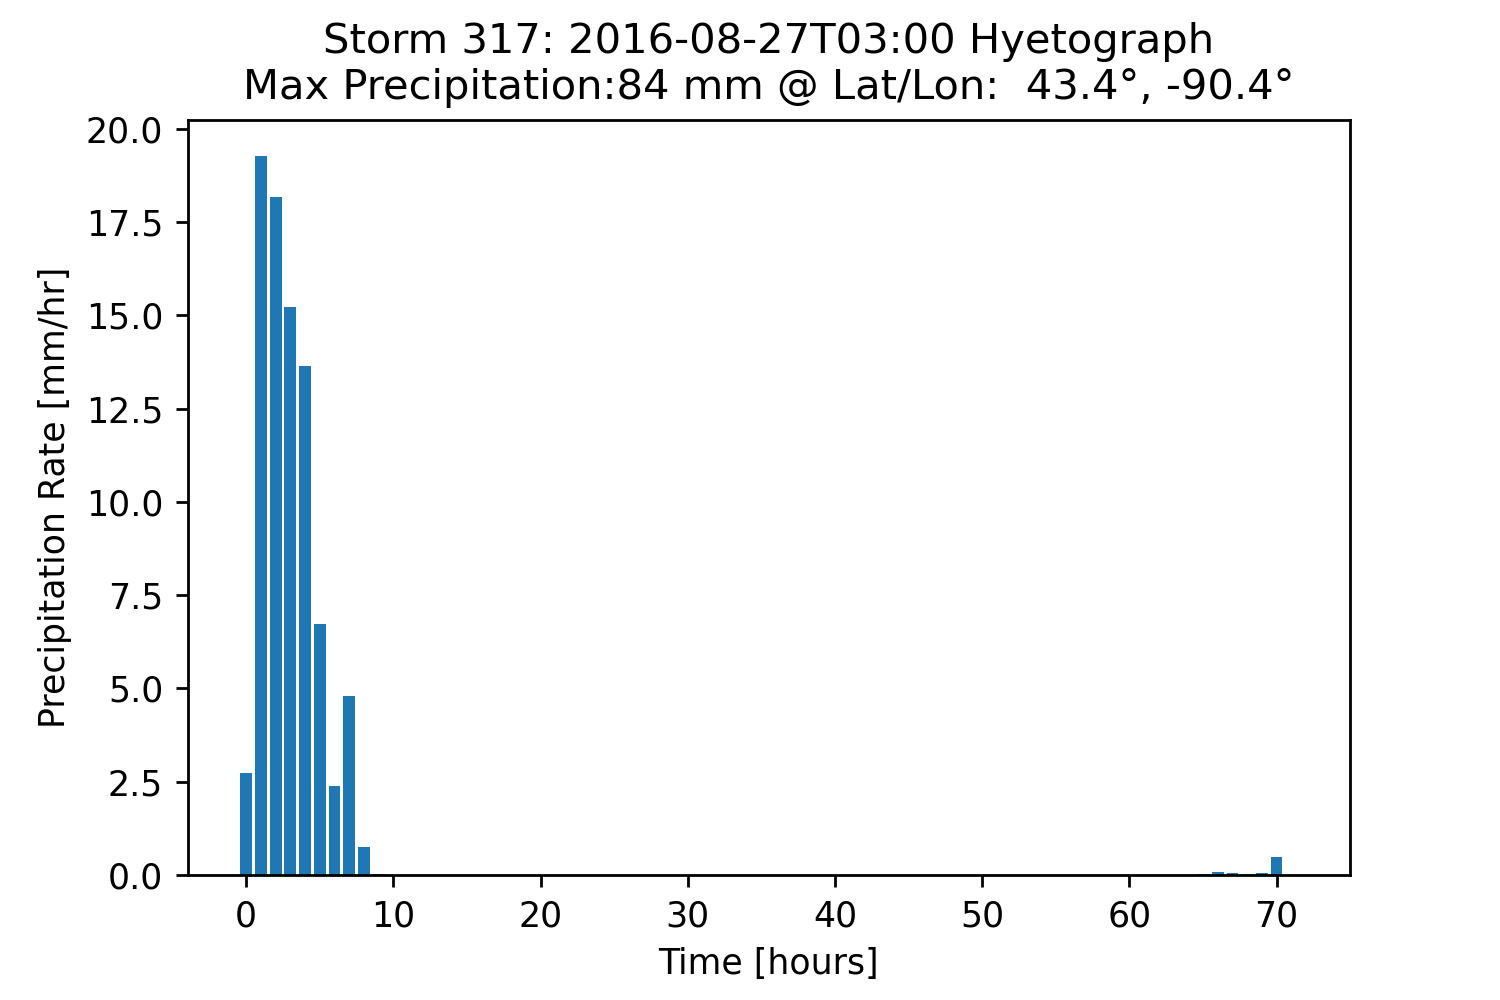 Storm 317: 2016-08-27T03:00 Hyetograph
Max Precipitation:84 mm @ Lat/Lon:  43.4°, -90.4°
20.0
17.5
15.0
12.5
10.0
7.5
5.0
2.5
0.0
Precipitation Rate [mm/hr]
0 10 20 30 40 50 60 70
Time [hours]